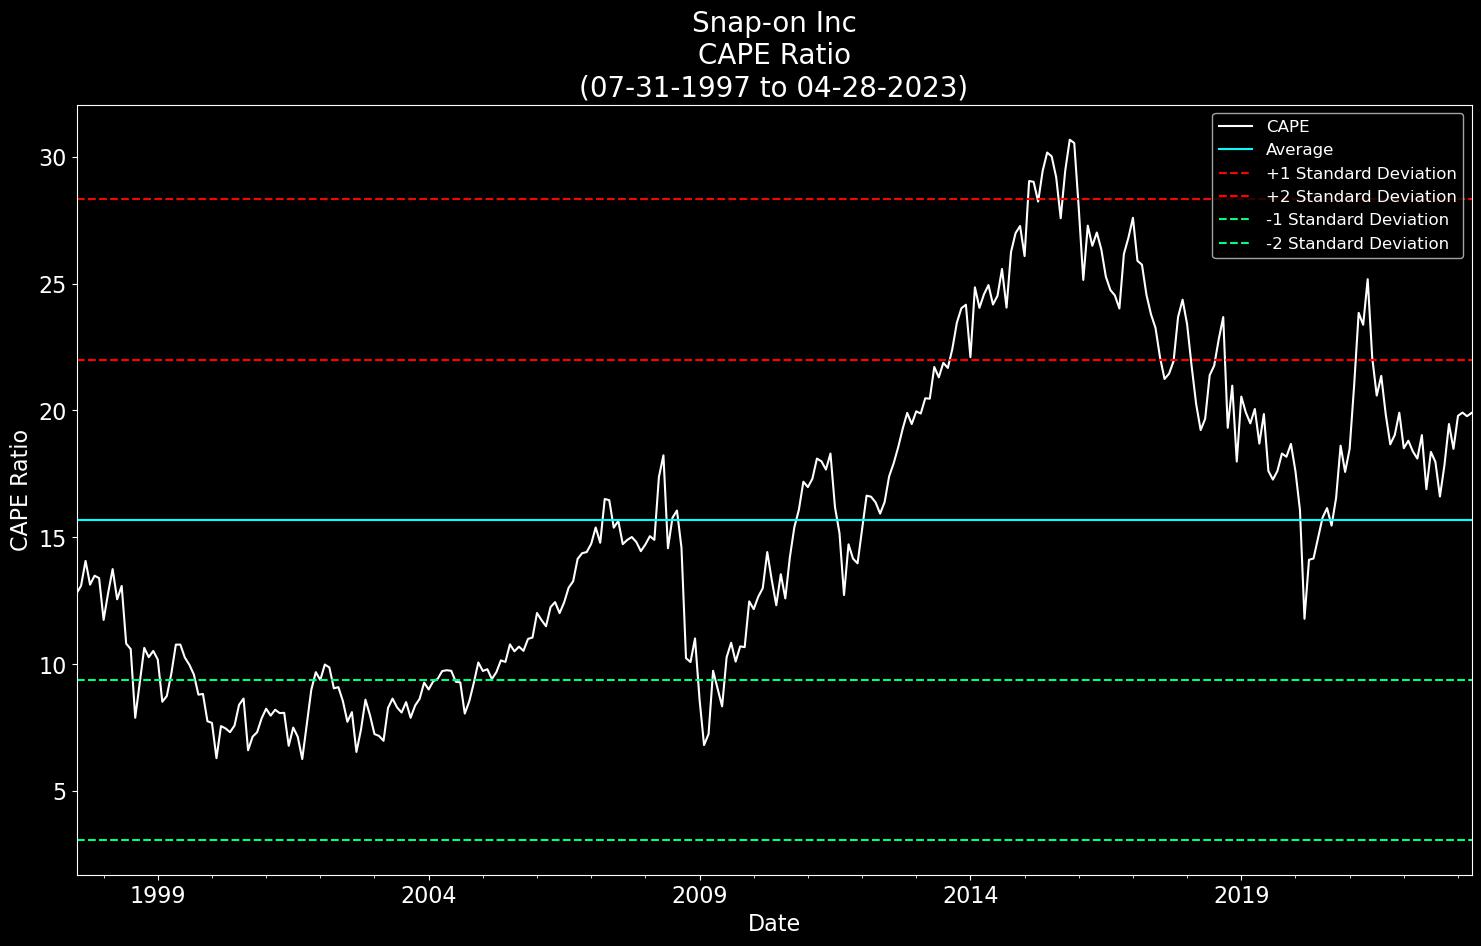 Snap-on Inc
CAPE Ratio
(07-31-1997 to 04-28-2023)
CAPE
Average
+1 Standard Deviation
+2 Standard Deviation
-1 Standard Deviation
-2 Standard Deviation
30
25
20
15
10
5
CAPE Ratio
1999
2004
2009
2014
2019
Date